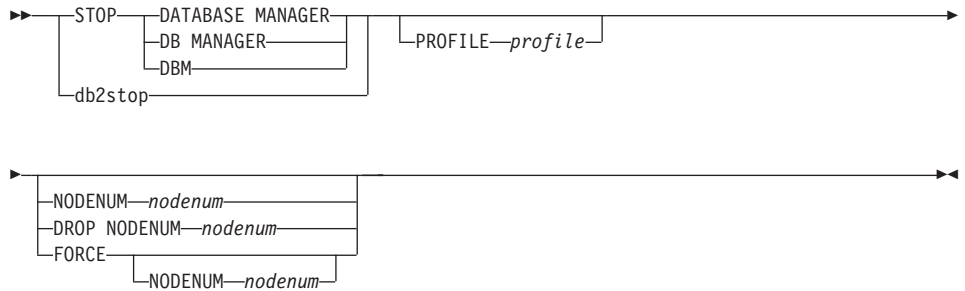 STOP DATABASE MANAGER
DB MANAGER PROFILE profile
DBM
db2stop
NODENUM nodenum
DROP NODENUM nodenum
FORCE
NODENUM nodenum